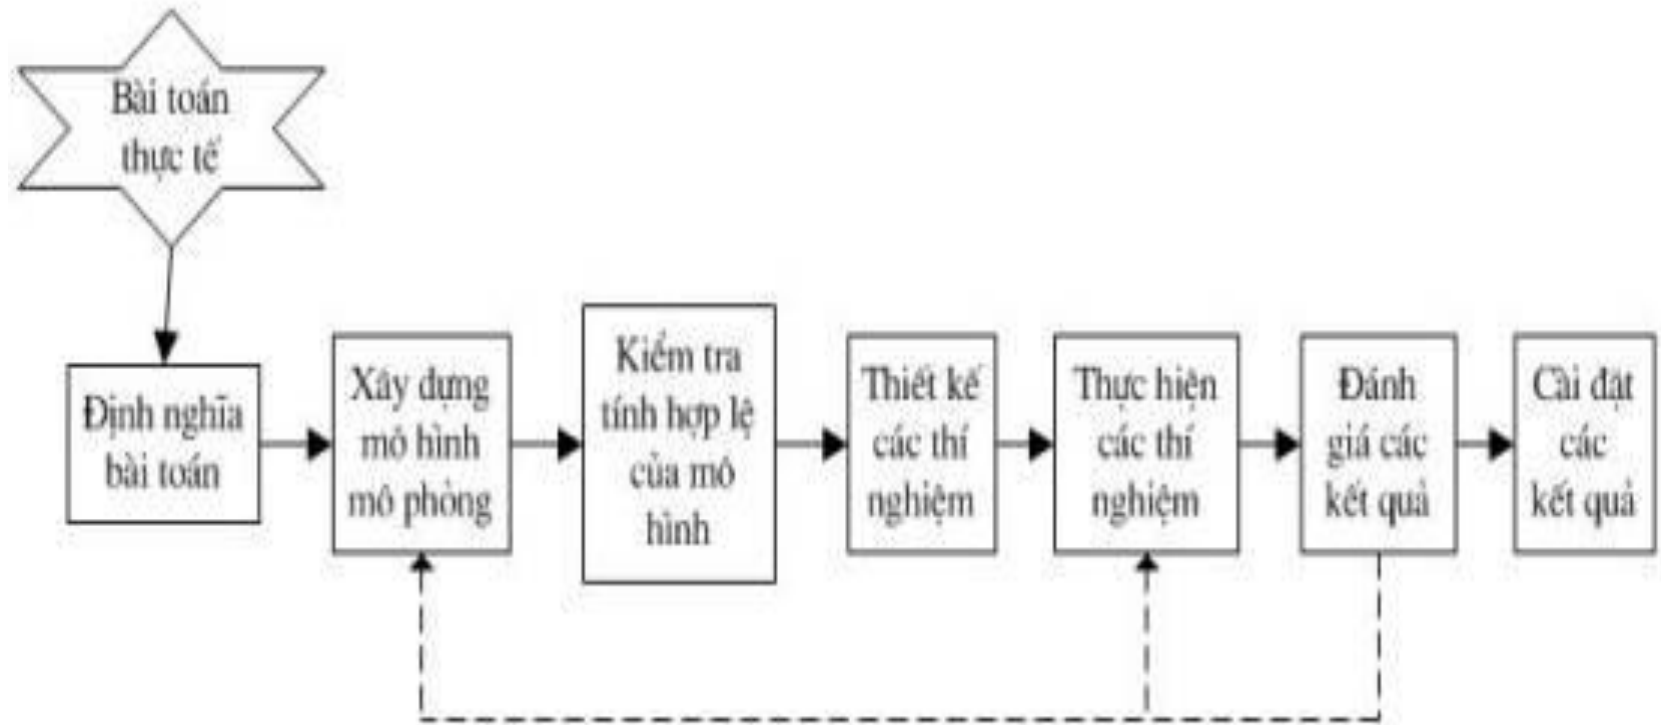 Bài toán
thực tế
Định nghĩa
bài toán
Xây dựng
mô hình
mô phỏng
Kiểm tra
tính hợp lệ
của mô
hình
Thiết kế
các thí
nghiệm
Thực hiện
các thí
nghiệm
Đánh
giá các
kết quả
Cài đặt
các
kết quả